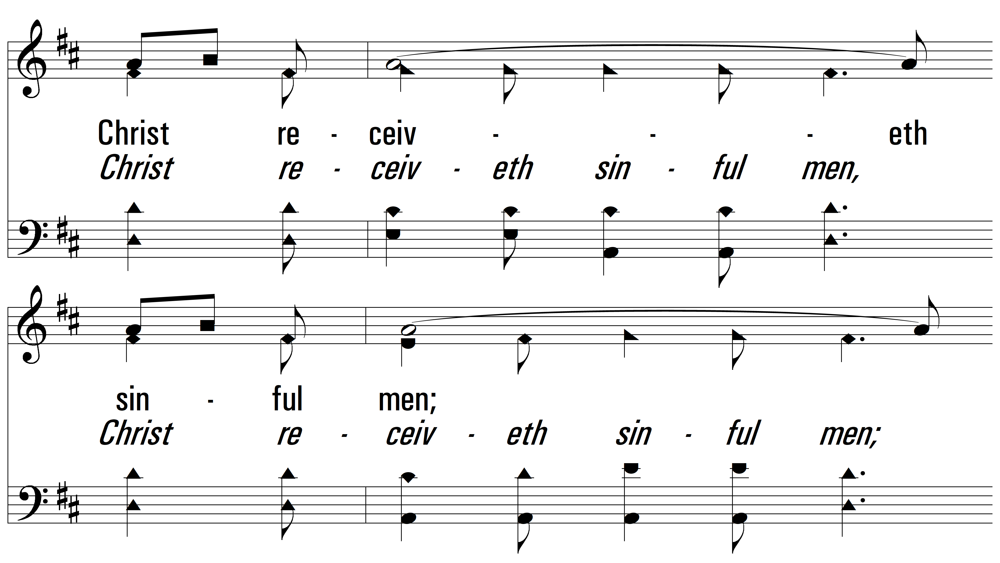 Christ re - ceiv - - - eth
Christ re - ceiv - eth sin - ful men,
sin - ful men;
Christ re - ceiv - eth sin - ful men;